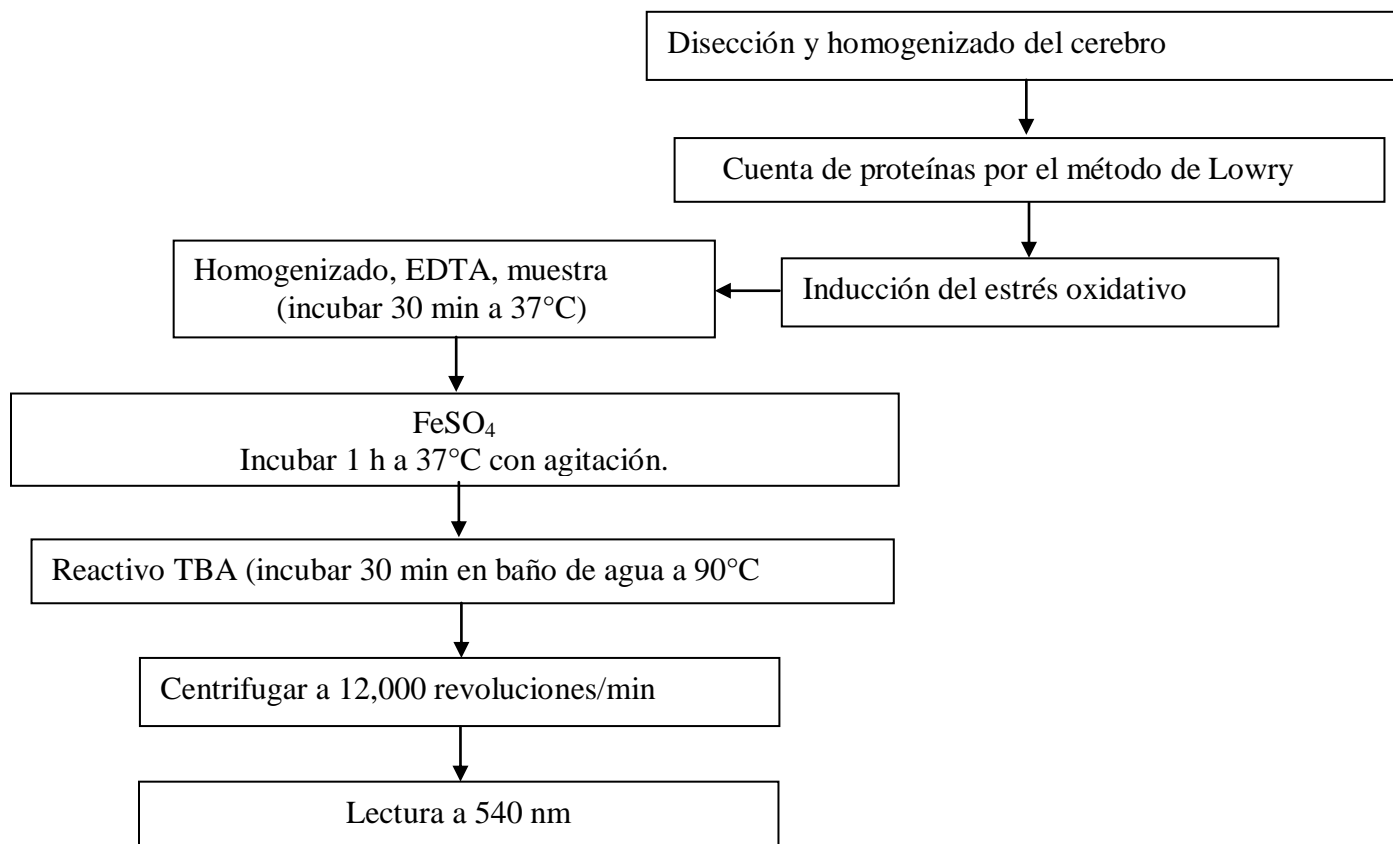 Disección y homogenizado del cerebro
Cuenta de proteínas por el método de Lowry
Inducción del estrés oxidativo
Homogenizado, EDTA, muestra
(incubar 30 min a 37°C)
FeSO₄
Incubar 1 h a 37°C con agitación.
Reactivo TBA (incubar 30 min en baño de agua a 90°C
Centrifugar a 12,000 revoluciones/min
Lectura a 540 nm